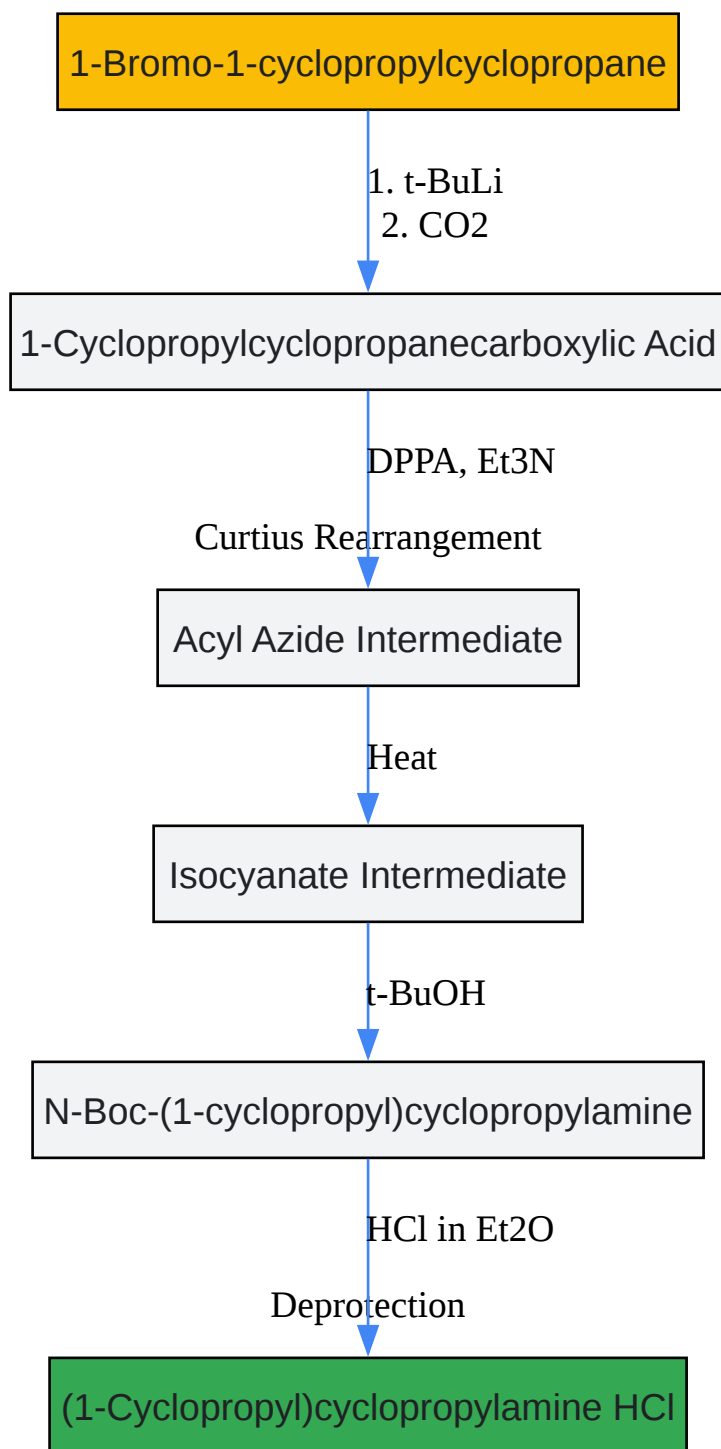 1-Bromo-1-cyclopropylcyclopropane
1. t-BuLi
2. CO2
1-Cyclopropylcyclopropanecarboxylic Acid
DPPA, Et3N
Curtius Rearrangement
Acyl Azide Intermediate
Heat
Isocyanate Intermediate
t-BuOH
N-Boc-(1-cyclopropyl)cyclopropylamine
HCl in Et2O
Deprotection
(1-Cyclopropyl)cyclopropylamine HCl